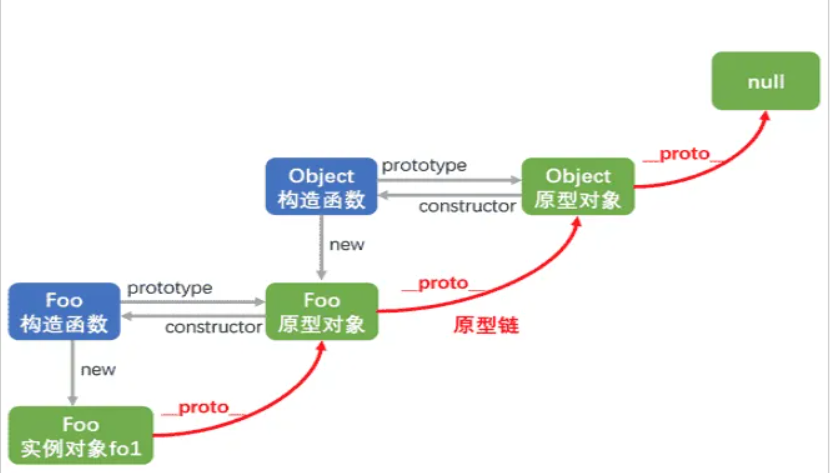 null
__proto__
Object
构造函数
prototype
constructor
Object
原型对象
new
__proto__
原型链
Foo
构造函数
prototype
constructor
Foo
原型对象
new
__proto__
Foo
实例对象fo1